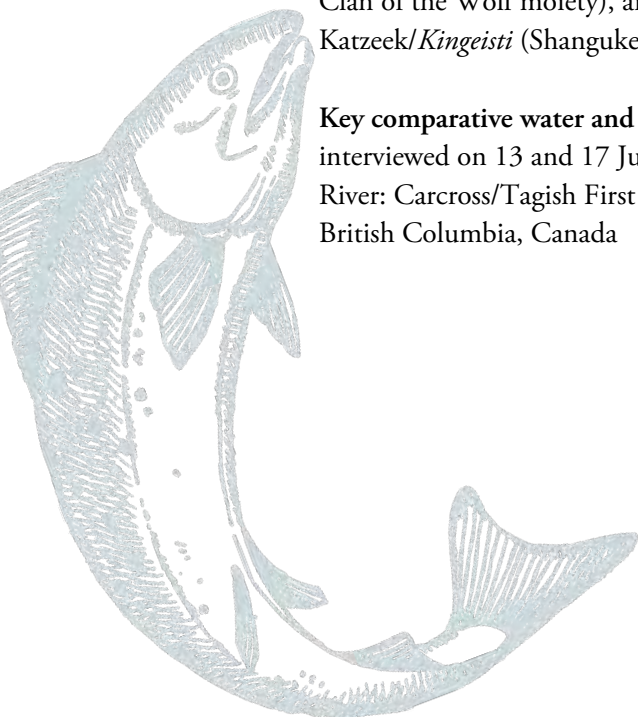 Clan of the Wolf moiety), a
Katzeek/Kingeisti (Shanguke
Key comparative water and
interviewed on 13 and 17 Ju
River: Carcross/Tagish First
British Columbia, Canada